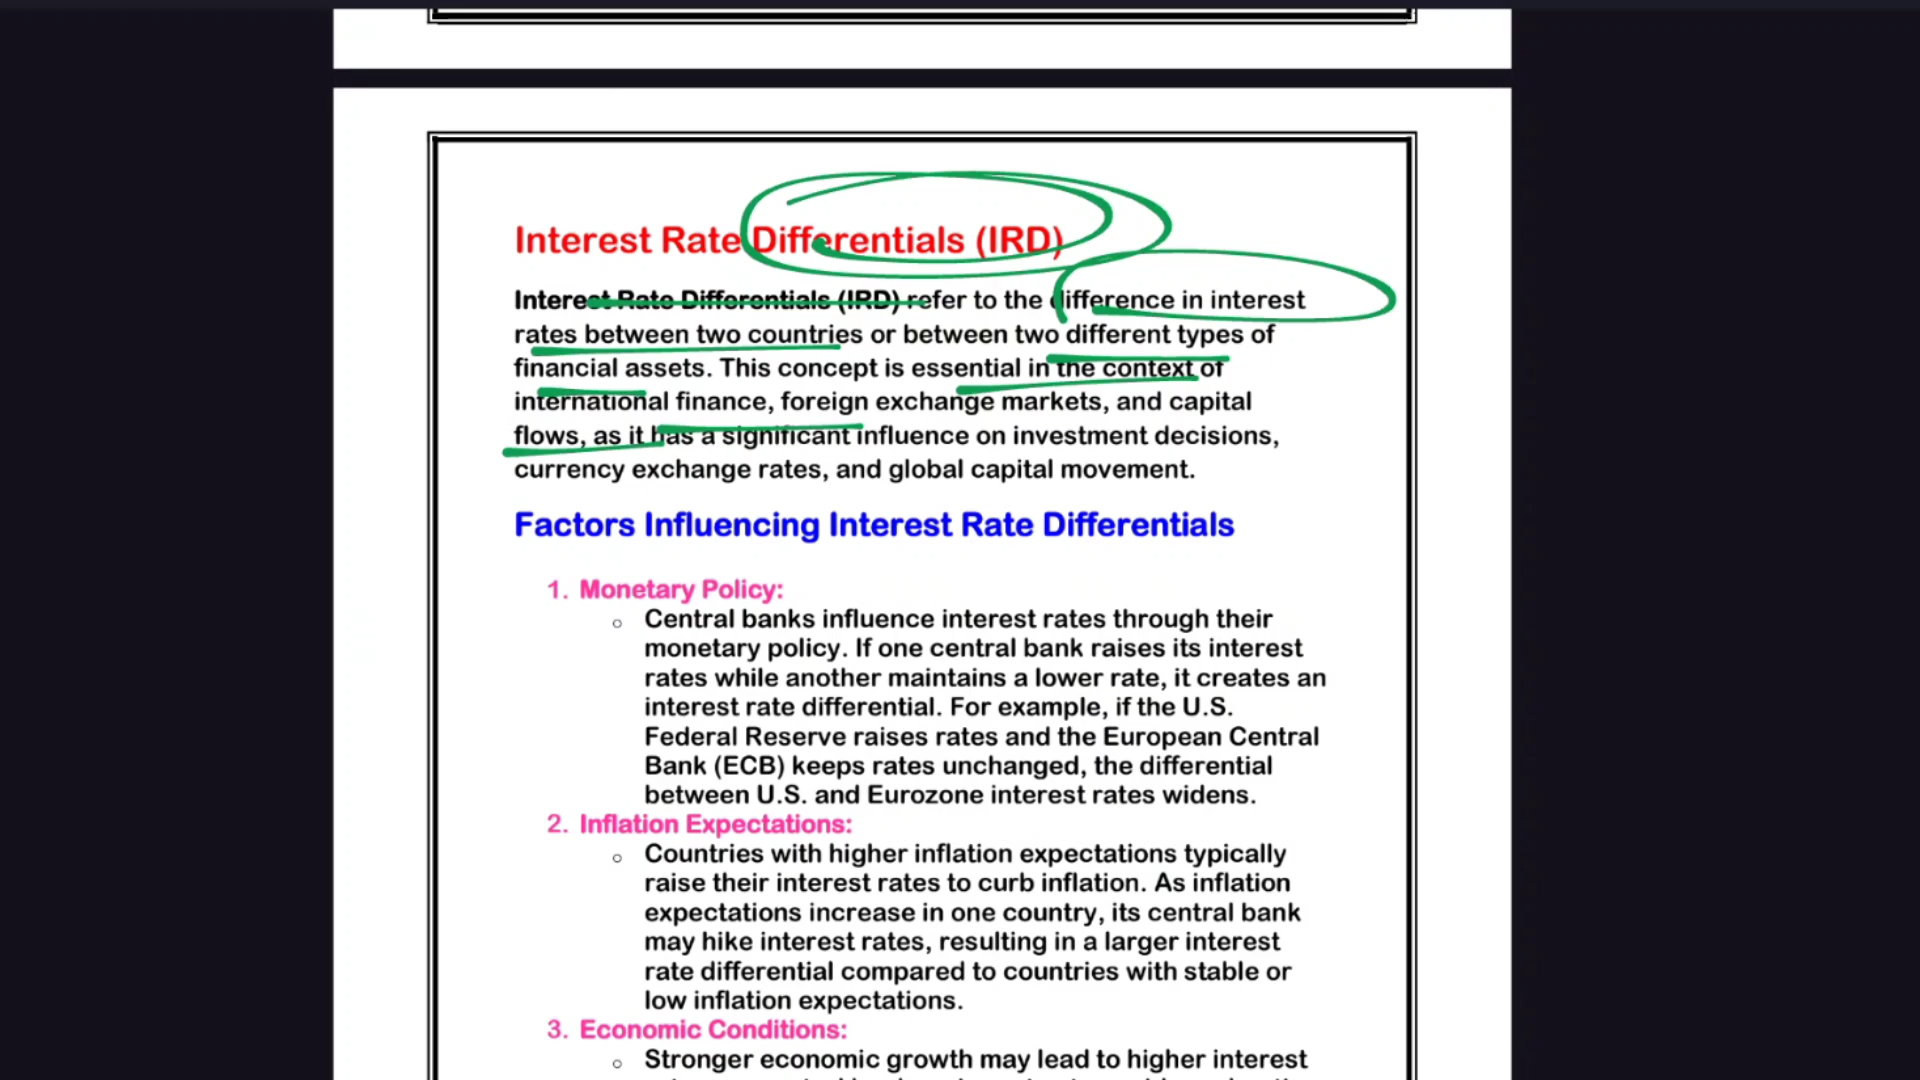 Interest Rate Differentials (IRD)
Interest Rate Differentials (IRD) refer to the difference in interest
rates between two countries or between two different types of
financial assets. This concept is essential in the context of
international finance, foreign exchange markets, and capital
flows, as it has a significant influence on investment decisions,
currency exchange rates, and global capital movement.
Factors Influencing Interest Rate Differentials
1. Monetary Policy:
○ Central banks influence interest rates through their
monetary policy. If one central bank raises its interest
rates while another maintains a lower rate, it creates an
interest rate differential. For example, if the U.S.
Federal Reserve raises rates and the European Central
Bank (ECB) keeps rates unchanged, the differential
between U.S. and Eurozone interest rates widens.
2. Inflation Expectations:
○ Countries with higher inflation expectations typically
raise their interest rates to curb inflation. As inflation
expectations increase in one country, its central bank
may hike interest rates, resulting in a larger interest
rate differential compared to countries with stable or
low inflation expectations.
3. Economic Conditions:
○ Stronger economic growth may lead to higher interest